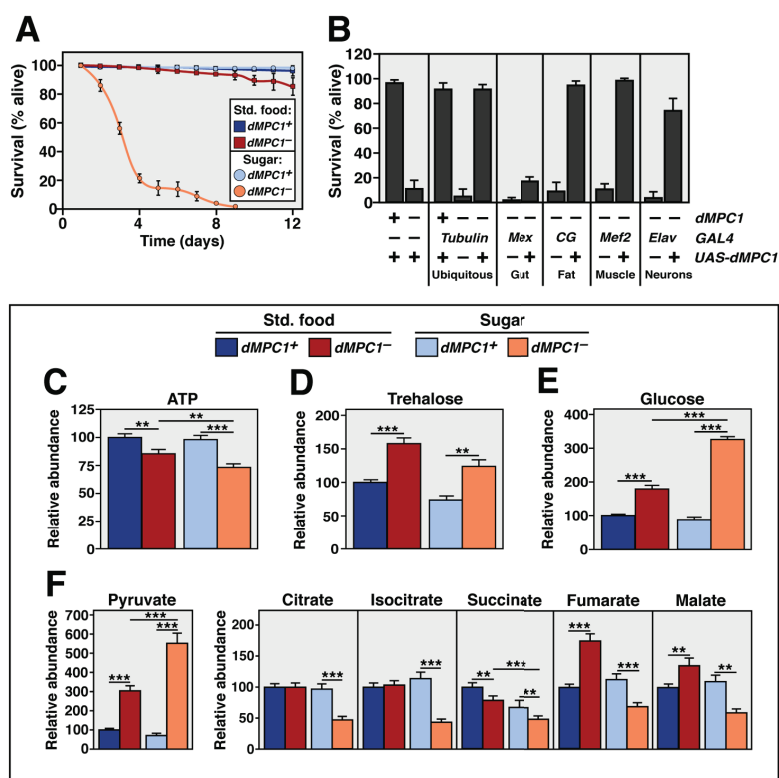 A
Survival (% alive)
100
80
60
40
20
0
0
4
8
12
Time (days)
Std. food:
dMPC1+
dMPC1–
Sugar:
dMPC1+
dMPC1–
B
Survival (% alive)
120
100
80
60
40
20
0
+ – + – – – – – – – – – dMPC1
– – Tubulin Mex CG Mef2 Elav GAL4
+ + + – + – + – + – + – + UAS-dMPC1
Ubiquitous Gut Fat Muscle Neurons
Std. food Sugar
dMPC1+ dMPC1– dMPC1+ dMPC1–
C
ATP
Relative abundance
125
100
75
50
25
0
** ** ***
D
Trehalose
Relative abundance
200
150
100
50
0
*** **
E
Glucose
Relative abundance
400
300
200
100
0
*** *** ***
F
Pyruvate
Relative abundance
700
600
500
400
300
200
100
0
*** *** ***
Citrate Isocitrate Succinate Fumarate Malate
Relative abundance
200
150
100
50
0
*** *** ** *** ** *** *** ** **